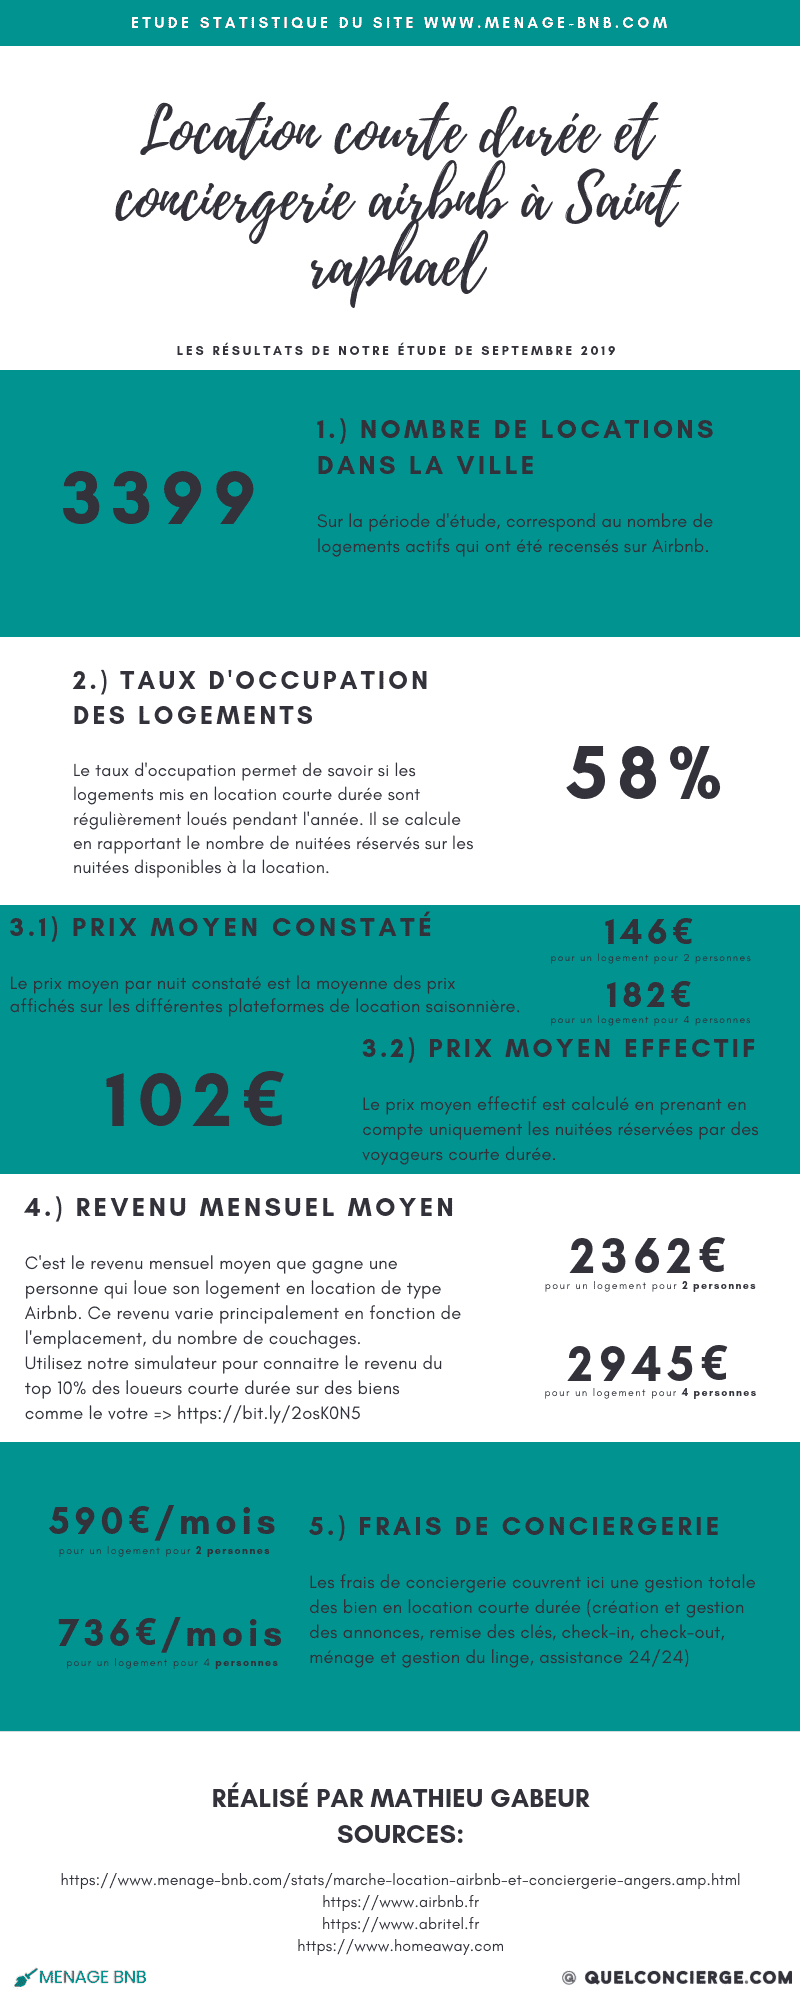 ETUDE STATISTIQUE DU SITE WWW.MENAGE-BNB.COM
Location courte durée et
conciergerie airbnb à Saint
raphael
LES RÉSULTATS DE NOTRE ÉTUDE DE SEPTEMBRE 2019
3399
1.) NOMBRE DE LOCATIONS
DANS LA VILLE
Sur la période d'étude, correspond au nombre de
logements actifs qui ont été recensés sur Airbnb.
2.) TAUX D'OCCUPATION
DES LOGEMENTS
Le taux d'occupation permet de savoir si les
logements mis en location courte durée sont
régulièrement loués pendant l'année. Il se calcule
en rapportant le nombre de nuitées réservés sur les
nuitées disponibles à la location.
58%
3.1) PRIX MOYEN CONSTATÉ
Le prix moyen par nuit constaté est la moyenne des prix
affichés sur les différentes plateformes de location saisonnière.
146€
pour un logement pour 2 personnes
182€
pour un logement pour 4 personnes
102€
3.2) PRIX MOYEN EFFECTIF
Le prix moyen effectif est calculé en prenant en
compte uniquement les nuitées réservées par des
voyageurs courte durée.
4.) REVENU MENSUEL MOYEN
C'est le revenu mensuel moyen que gagne une
personne qui loue son logement en location de type
Airbnb. Ce revenu varie principalement en fonction de
l'emplacement, du nombre de couchages.
Utilisez notre simulateur pour connaitre le revenu du
top 10% des loueurs courte durée sur des biens
comme le votre => https://bit.ly/2osK0N5
2362€
pour un logement pour 2 personnes
2945€
pour un logement pour 4 personnes
590€/mois
pour un logement pour 2 personnes
736€/mois
pour un logement pour 4 personnes
5.) FRAIS DE CONCIERGERIE
Les frais de conciergerie couvrent ici une gestion totale
des bien en location courte durée (création et gestion
des annonces, remise des clés, check-in, check-out,
ménage et gestion du linge, assistance 24/24)
RÉALISÉ PAR MATHIEU GABEUR
SOURCES:
https://www.menage-bnb.com/stats/marche-location-airbnb-et-conciergerie-angers.amp.html
https://www.airbnb.fr
https://www.abritel.fr
https://www.homeaway.com
MENAGE BNB
@ QUELCONCIERGE.COM